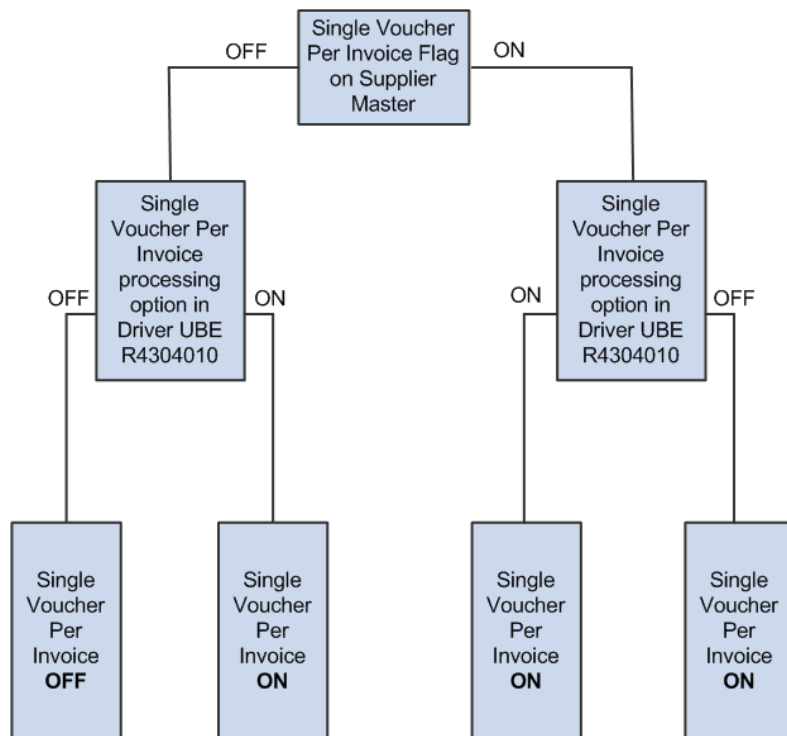 Single Voucher
Per Invoice Flag
on Supplier
Master
OFF
ON
Single
Voucher Per
Invoice
processing
option in
Driver UBE
R4304010
OFF
ON
Single
Voucher Per
Invoice
processing
option in
Driver UBE
R4304010
ON
OFF
Single
Voucher
Per
Invoice
OFF
Single
Voucher
Per
Invoice
ON
Single
Voucher
Per
Invoice
ON
Single
Voucher
Per
Invoice
ON